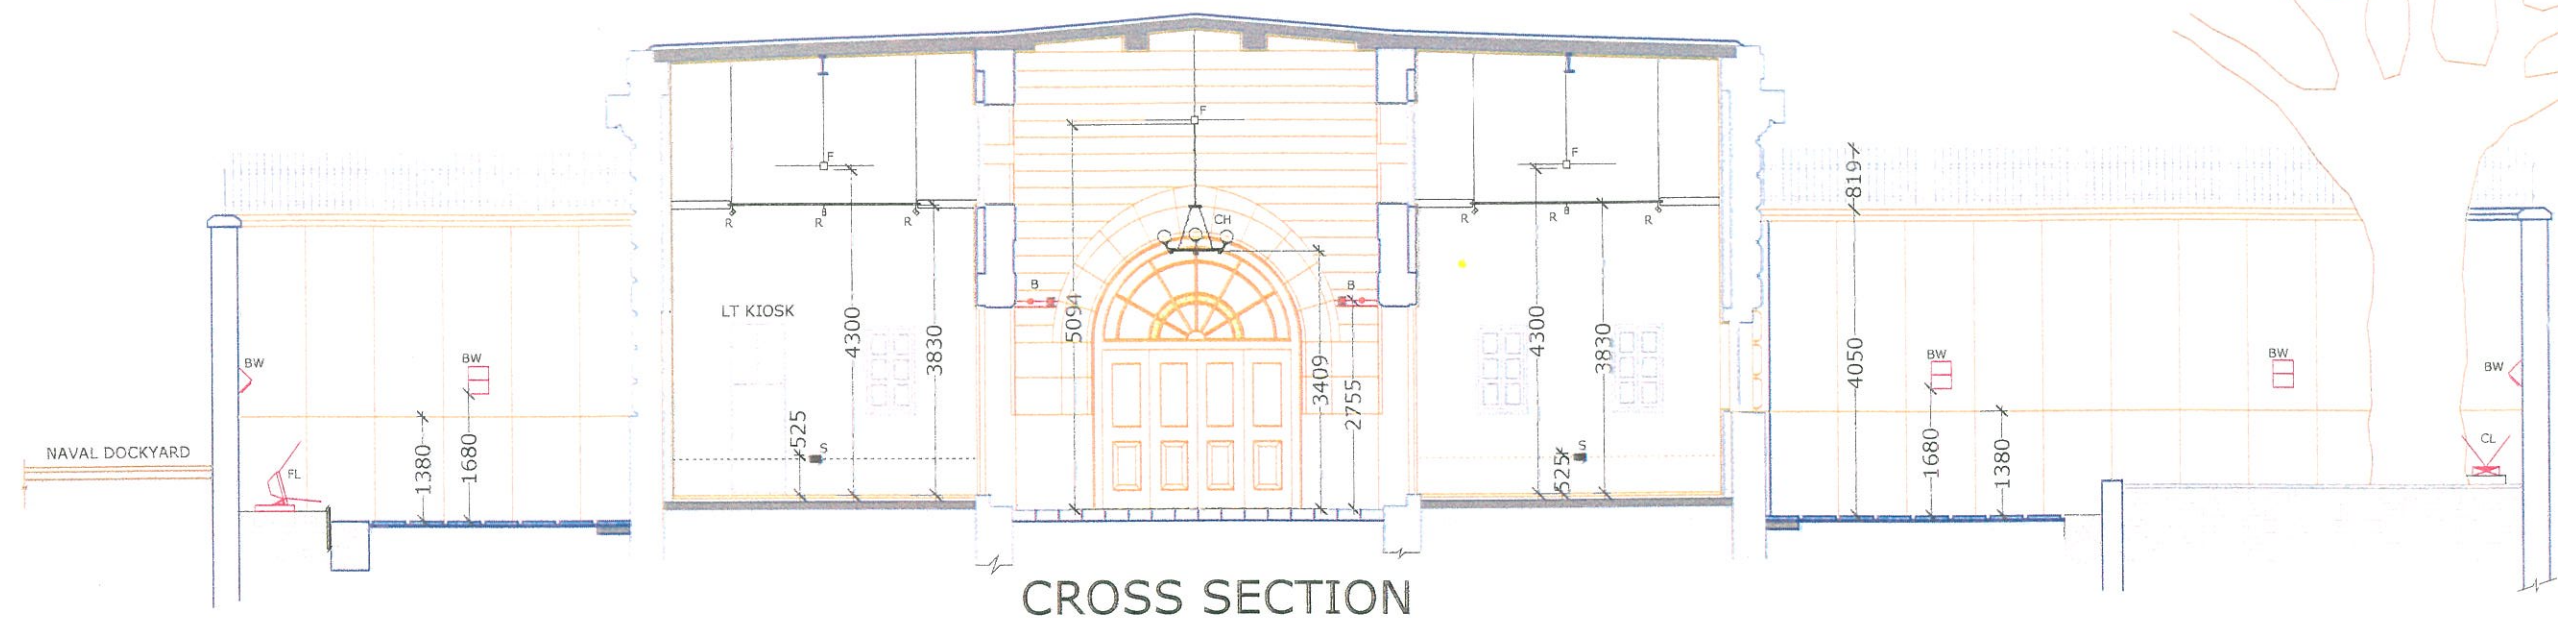 F
819
F
F
R
R
R
CH
R
R
R
B
B
LT KIOSK
5094
4300
3830
4300
3830
3409
2755
4050
BW
BW
BW
BW
BW
525
S
525
S
1380
1680
1680
1380
NAVAL DOCKYARD
FL
CL
CROSS SECTION